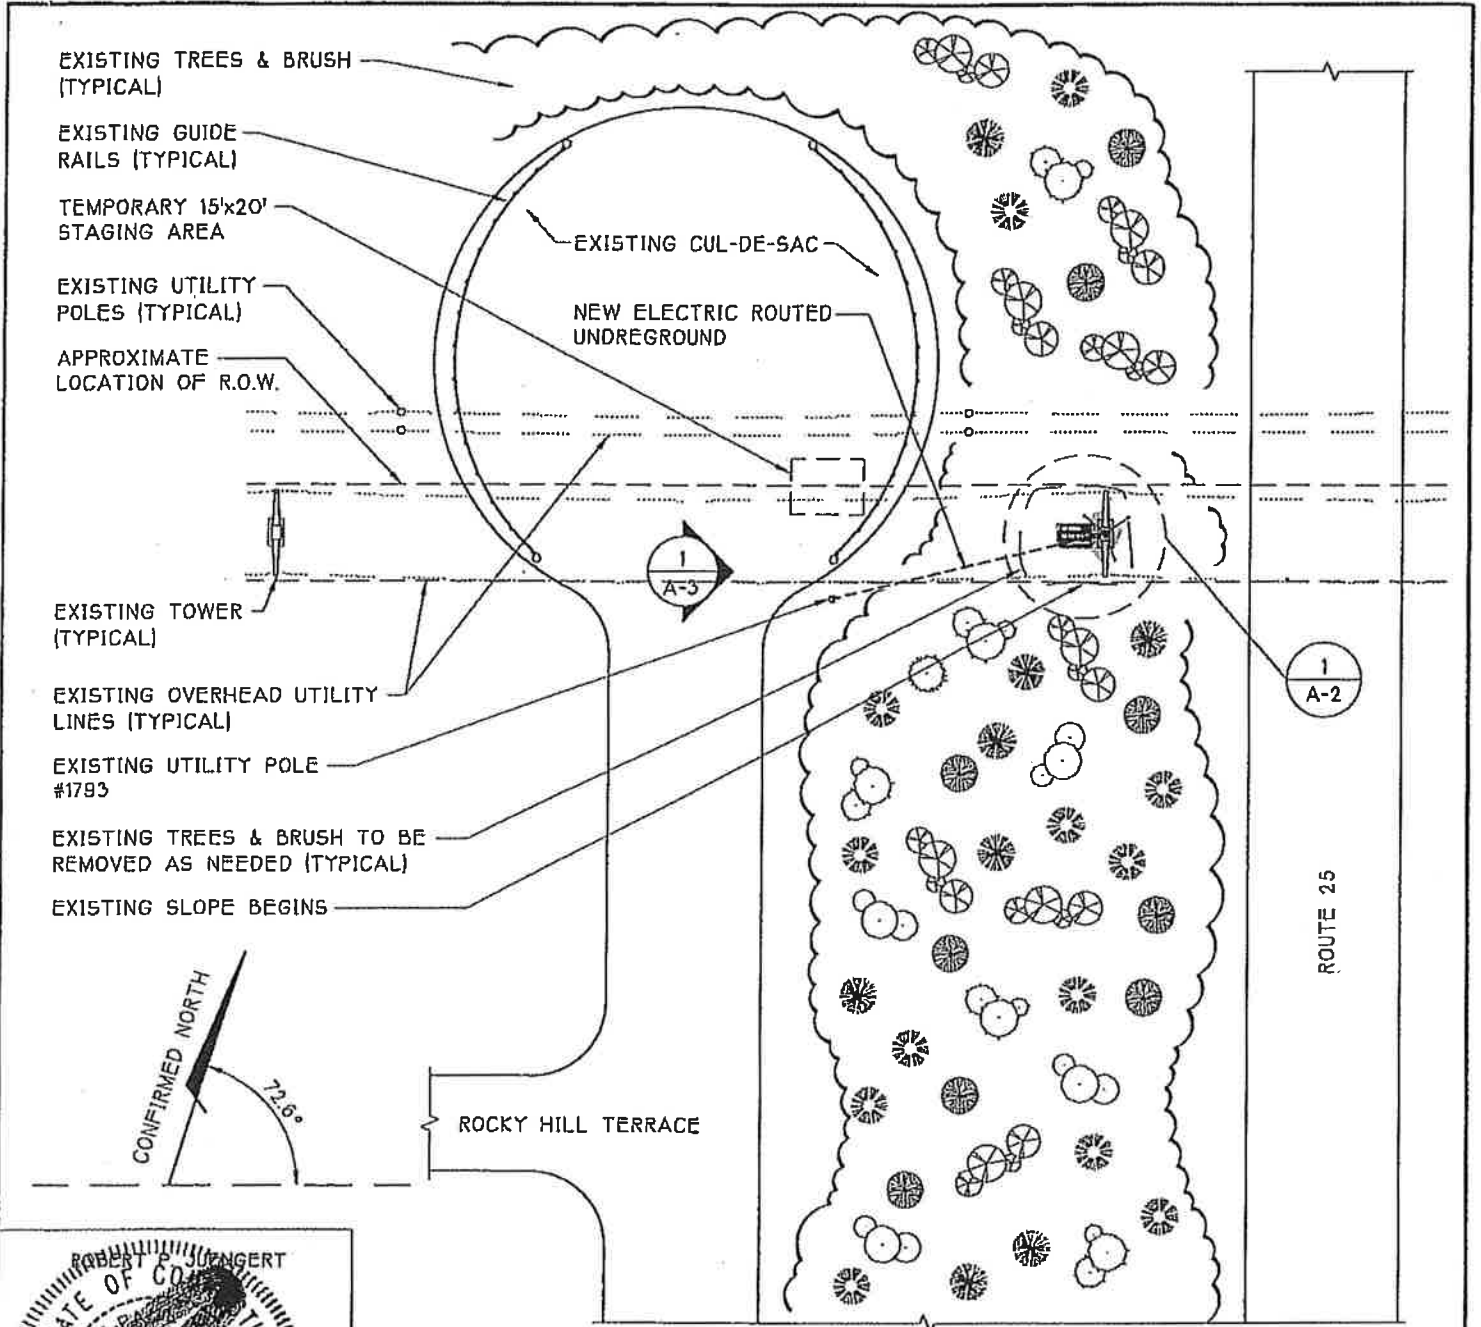 EXISTING TREES & BRUSH
(TYPICAL)
EXISTING GUIDE
RAILS (TYPICAL)
TEMPORARY 15'x20'
STAGING AREA
EXISTING CUL-DE-SAC
EXISTING UTILITY
POLES (TYPICAL)
NEW ELECTRIC ROUTED
UNDREGROUND
APPROXIMATE
LOCATION OF R.O.W.
1
A-3
EXISTING TOWER
(TYPICAL)
1
A-2
EXISTING OVERHEAD UTILITY
LINES (TYPICAL)
EXISTING UTILITY POLE
#1793
EXISTING TREES & BRUSH TO BE
REMOVED AS NEEDED (TYPICAL)
EXISTING SLOPE BEGINS
ROUTE 25
CONFIRMED NORTH
72.6°
ROCKY HILL TERRACE
ROBERT P. JUENGERT
OF